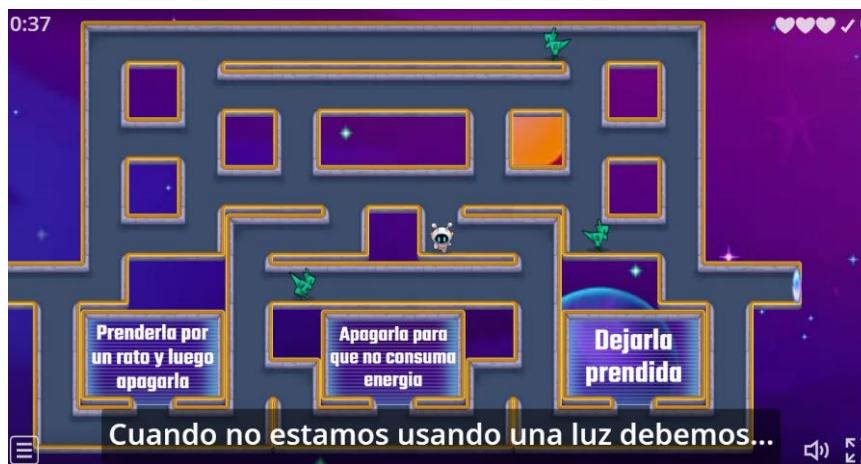 0:37
Prenderla por
un rato y luego
apagarla
Apagarla para
que no consuma
energia
Dejarla
prendida
Cuando no estamos usando una luz debemos...